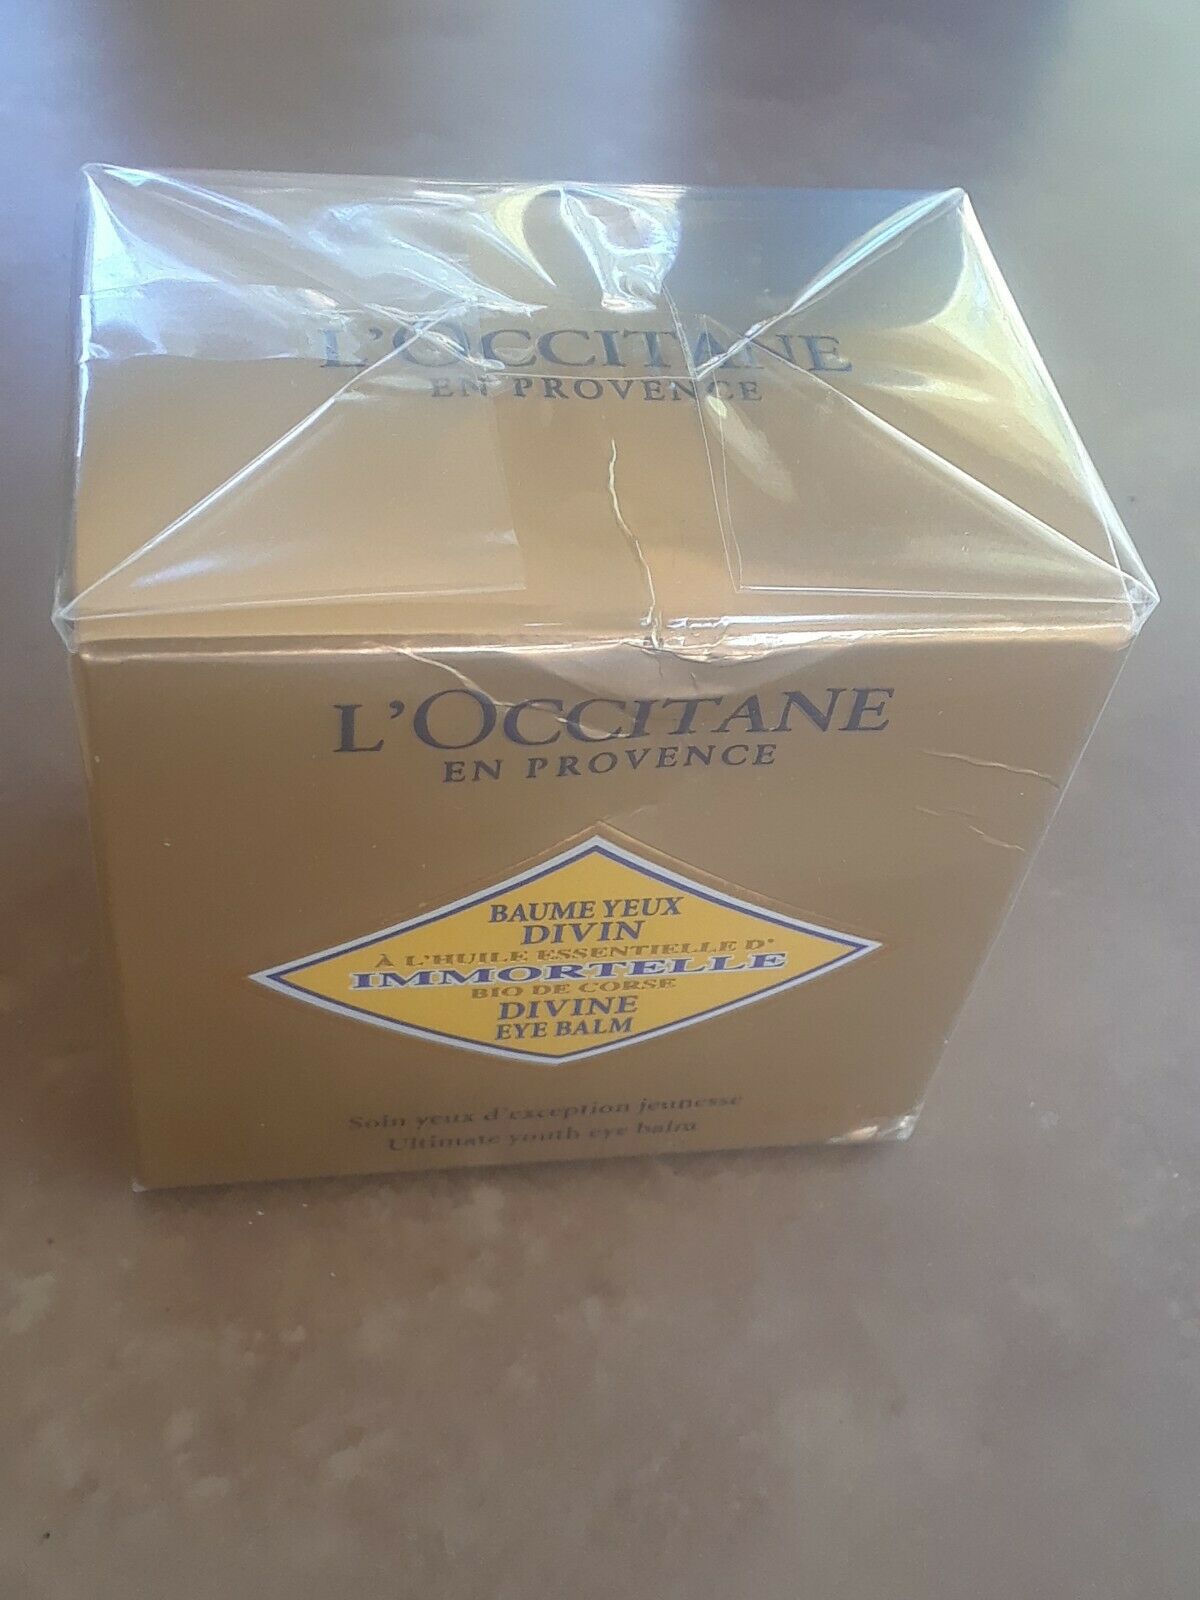 L'OCCITANE
EN PROVENCE
L'OCCITANE
EN PROVENCE
BAUME YEUX
DIVIN
À L'HUILE ESSENTIELLE D'
IMMORTELLE
BIO DE CORSE
DIVINE
EYE BALM
Soin yeux d'exception jeunesse
Ultimate youth eye balm